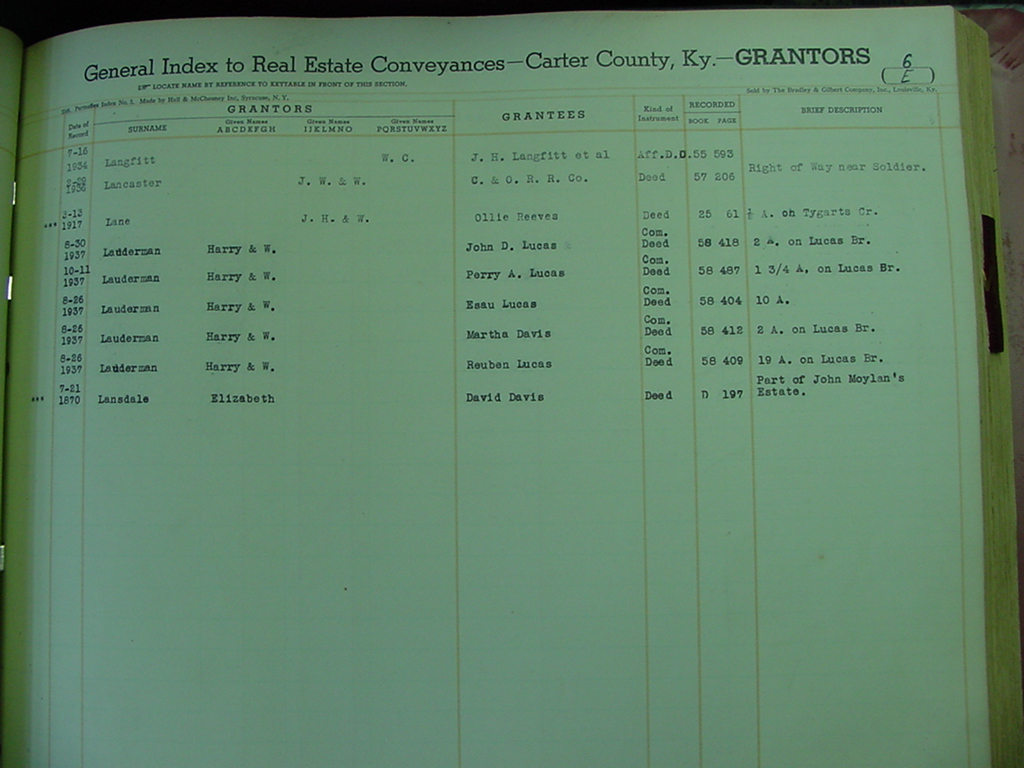 General Index to Real Estate Conveyances—Carter County, Ky.—GRANTORS
6
E
LOCATE NAME BY REFERENCE TO KEYTABLE IN FRONT OF THIS SECTION.
Index No. 2. Made by Hall & McChesney Inc, Syracuse, N. Y.
Sold by The Bradley & Gilbert Company, Inc., Louisville, Ky.
Date of Record GRANTORS GRANTEES Kind of Instrument RECORDED BRIEF DESCRIPTION
SURNAME Given Names ABCDEFGH Given Names IJKLMNO Given Names PQRSTUVWXYZ BOOK PAGE
7-16 1934 Langfitt W. C. J. H. Langfitt et al Aff.D.D. 55 593
1936 Lancaster J. W. & W. C. & O. R. R. Co. Deed 57 206 Right of Way near Soldier.
*** 3-13 1917 Lane J. H. & W. Ollie Reeves Deed 25 61 ½ A. on Tygarts Cr.
8-30 1937 Lauderman Harry & W. John D. Lucas Com. Deed 58 418 2 A. on Lucas Br.
10-11 1937 Lauderman Harry & W. Perry A. Lucas Com. Deed 58 487 1 3/4 A. on Lucas Br.
8-26 1937 Lauderman Harry & W. Esau Lucas Com. Deed 58 404 10 A.
8-26 1937 Lauderman Harry & W. Martha Davis Com. Deed 58 412 2 A. on Lucas Br.
8-26 1937 Lauderman Harry & W. Reuben Lucas Com. Deed 58 409 19 A. on Lucas Br.
*** 7-21 1870 Lansdale Elizabeth David Davis Deed D 197 Part of John Moylan's Estate.